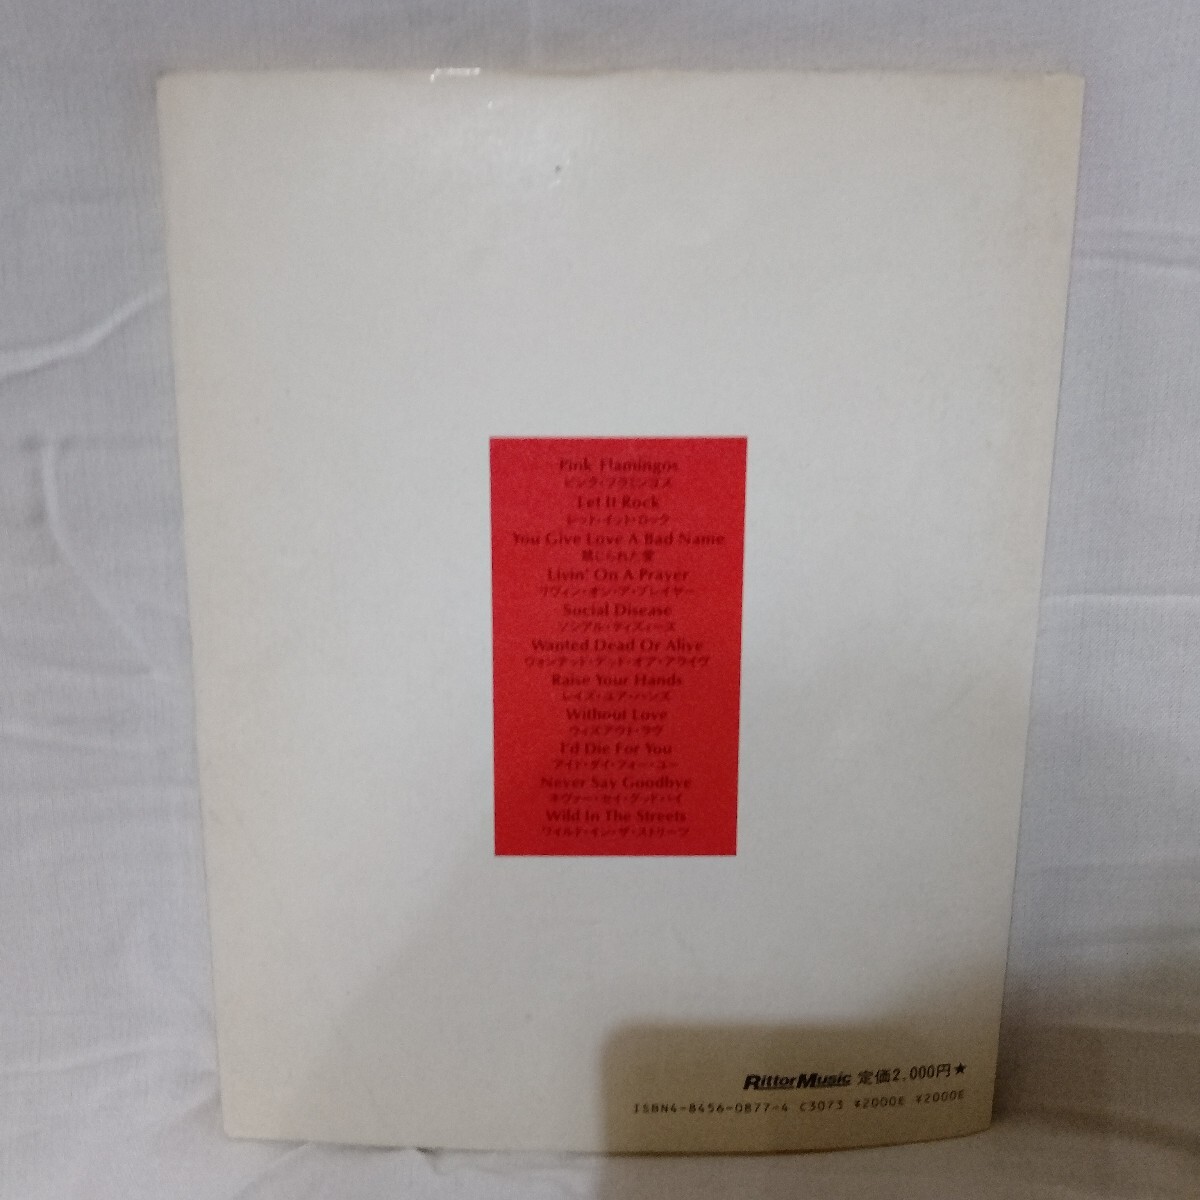 Pink Flamingos
ピンク・フラミンゴス
Let It Rock
レット・イット・ロック
You Give Love A Bad Name
禁じられた愛
Livin' On A Prayer
リヴィン・オン・ア・プレイヤー
Social Disease
ソシアル・ディズィーズ
Wanted Dead Or Alive
ウォンテッド・デッド・オア・アライヴ
Raise Your Hands
レイズ・ユア・ハンズ
Without Love
ウィズアウト・ラヴ
I'd Die For You
アイド・ダイ・フォー・ユー
Never Say Goodbye
ネヴァー・セイ・グッドバイ
Wild In The Streets
ワイルド・イン・ザ・ストリーツ
RittorMusic 定価2,000円★
ISBN4-8456-0877-4 C3073 ¥2000E ¥2000E